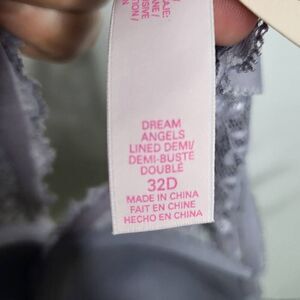 DREAM
ANGELS
LINED DEMI/
DEMI-BUSTE
DOUBLÉ
32D
MADE IN CHINA
FAIT EN CHINE
HECHO EN CHINA